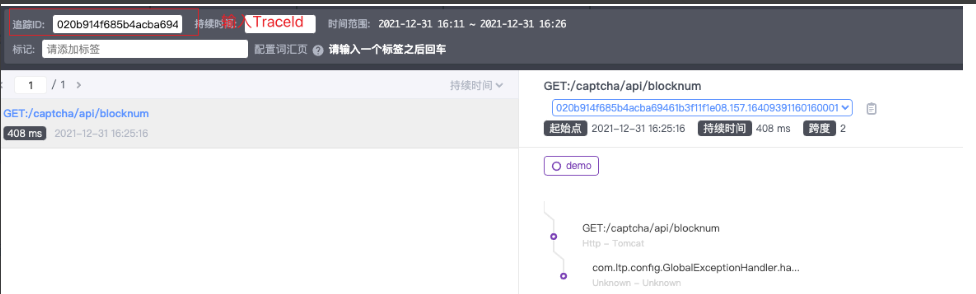 追踪ID: 020b914f685b4acba694 持续时间: 入TraceId 时间范围: 2021-12-31 16:11 ~ 2021-12-31 16:26
标记: 请添加标签 配置词汇页 ? 请输入一个标签之后回车
1 / 1 持续时间
GET:/captcha/api/blocknum
408 ms 2021-12-31 16:25:16
GET:/captcha/api/blocknum
020b914f685b4acba69461b3f11f1e08.157.16409391160160001
起始点 2021-12-31 16:25:16 持续时间 408 ms 跨度 2
demo
GET:/captcha/api/blocknum
Http - Tomcat
com.ltp.config.GlobalExceptionHandler.ha...
Unknown - Unknown